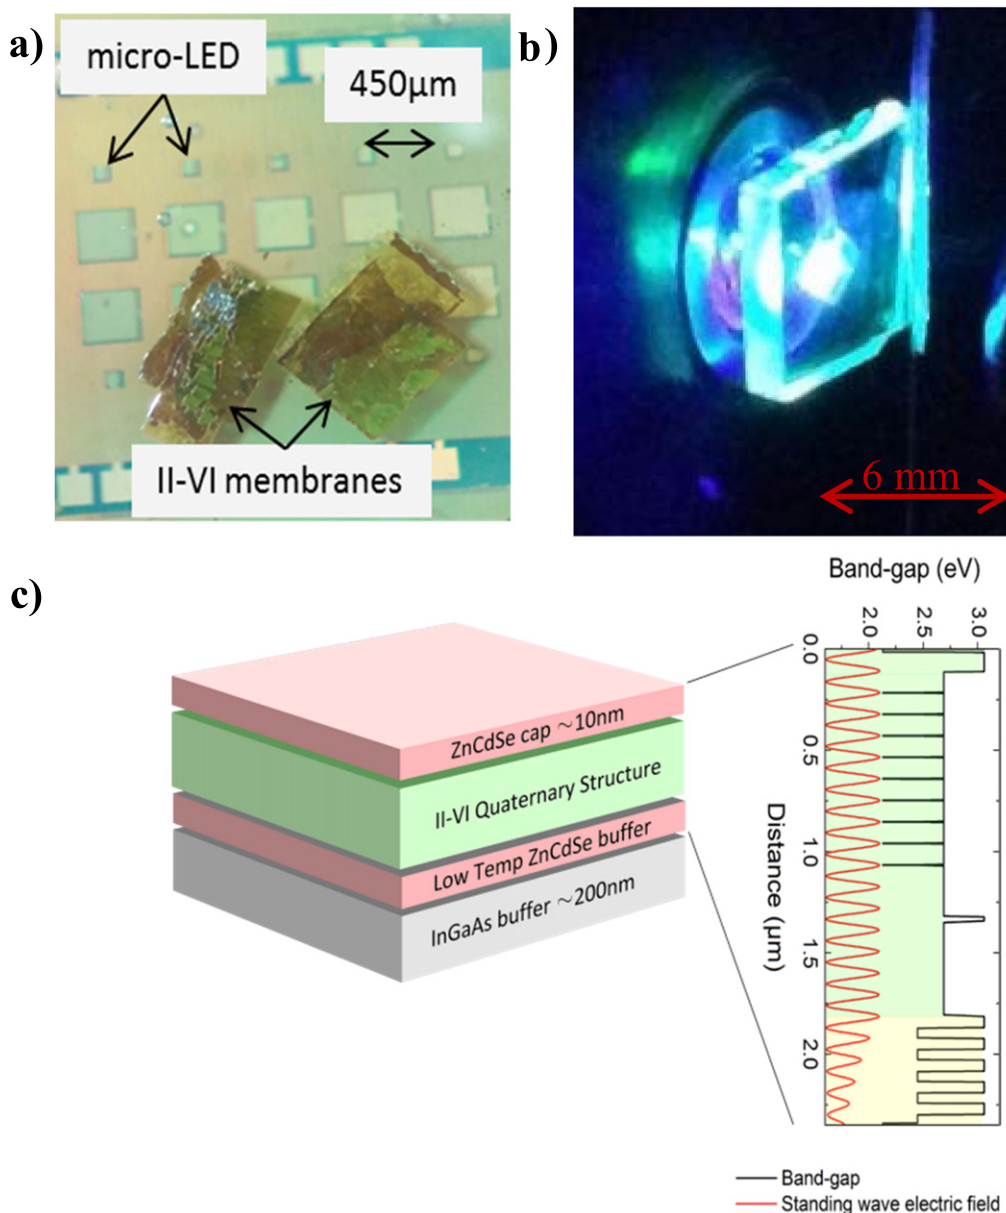 a)
micro-LED
450μm
II-VI membranes
b)
6 mm
c)
ZnCdSe cap ~10nm
II-VI Quaternary Structure
Low Temp ZnCdSe buffer
InGaAs buffer ~200nm
Band-gap (eV)
2.0
2.5
3.0
0.0
0.5
1.0
1.5
2.0
Distance (μm)
Band-gap
Standing wave electric field